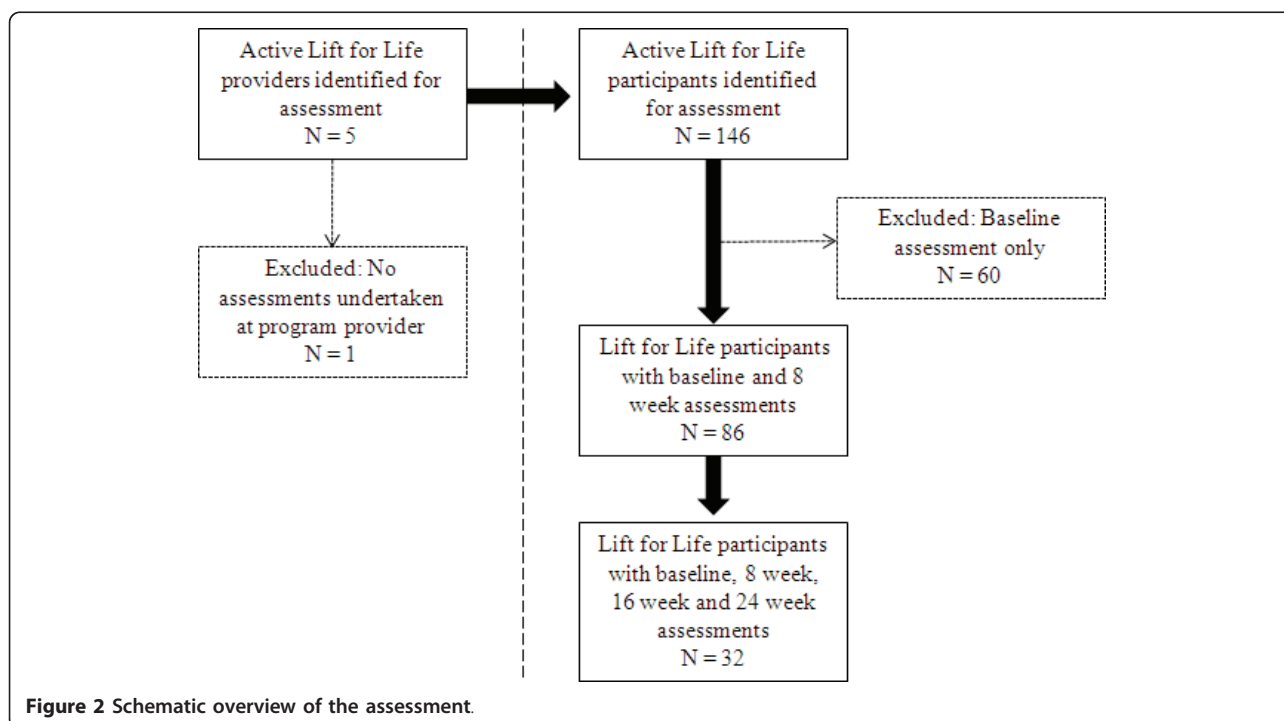 Active Lift for Life
providers identified for
assessment
N = 5
Excluded: No
assessments undertaken
at program provider
N = 1
Active Lift for Life
participants identified
for assessment
N = 146
Excluded: Baseline
assessment only
N = 60
Lift for Life participants
with baseline and 8
week assessments
N = 86
Lift for Life participants
with baseline, 8 week,
16 week and 24 week
assessments
N = 32
Figure 2 Schematic overview of the assessment.